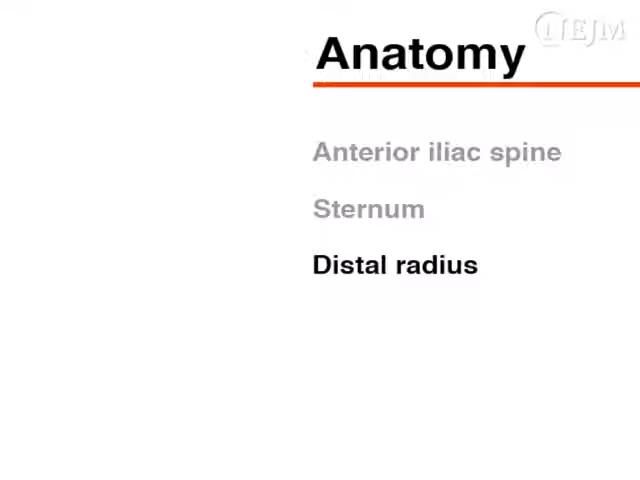 NEJM
Anatomy
Anterior iliac spine
Sternum
Distal radius